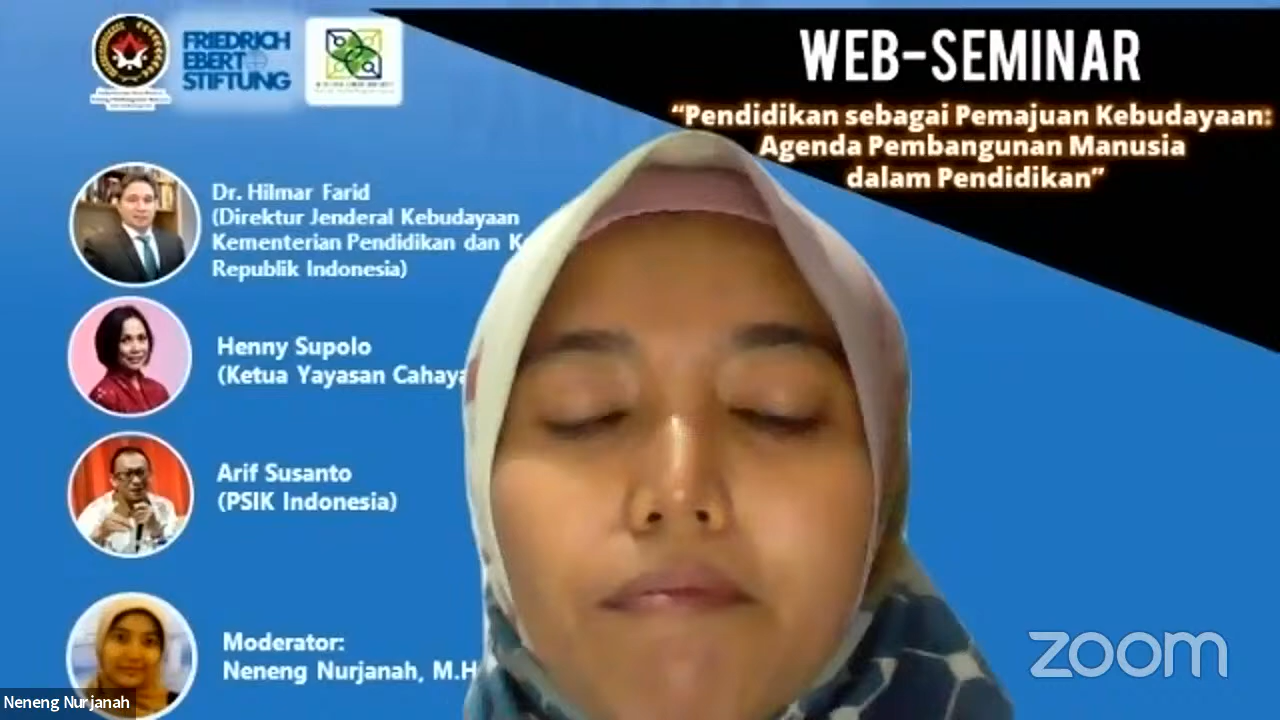 FRIEDRICH
EBERT
STIFTUNG
WEB-SEMINAR
“Pendidikan sebagai Pemajuan Kebudayaan:
Agenda Pembangunan Manusia
dalam Pendidikan”
Dr. Hilmar Farid
(Direktur Jenderal Kebudayaan
Kementerian Pendidikan dan K
Republik Indonesia)
Henny Supolo
(Ketua Yayasan Cahaya
Arif Susanto
(PSIK Indonesia)
Moderator:
Neneng Nurjanah, M.H
Neneng Nurjanah
zoom